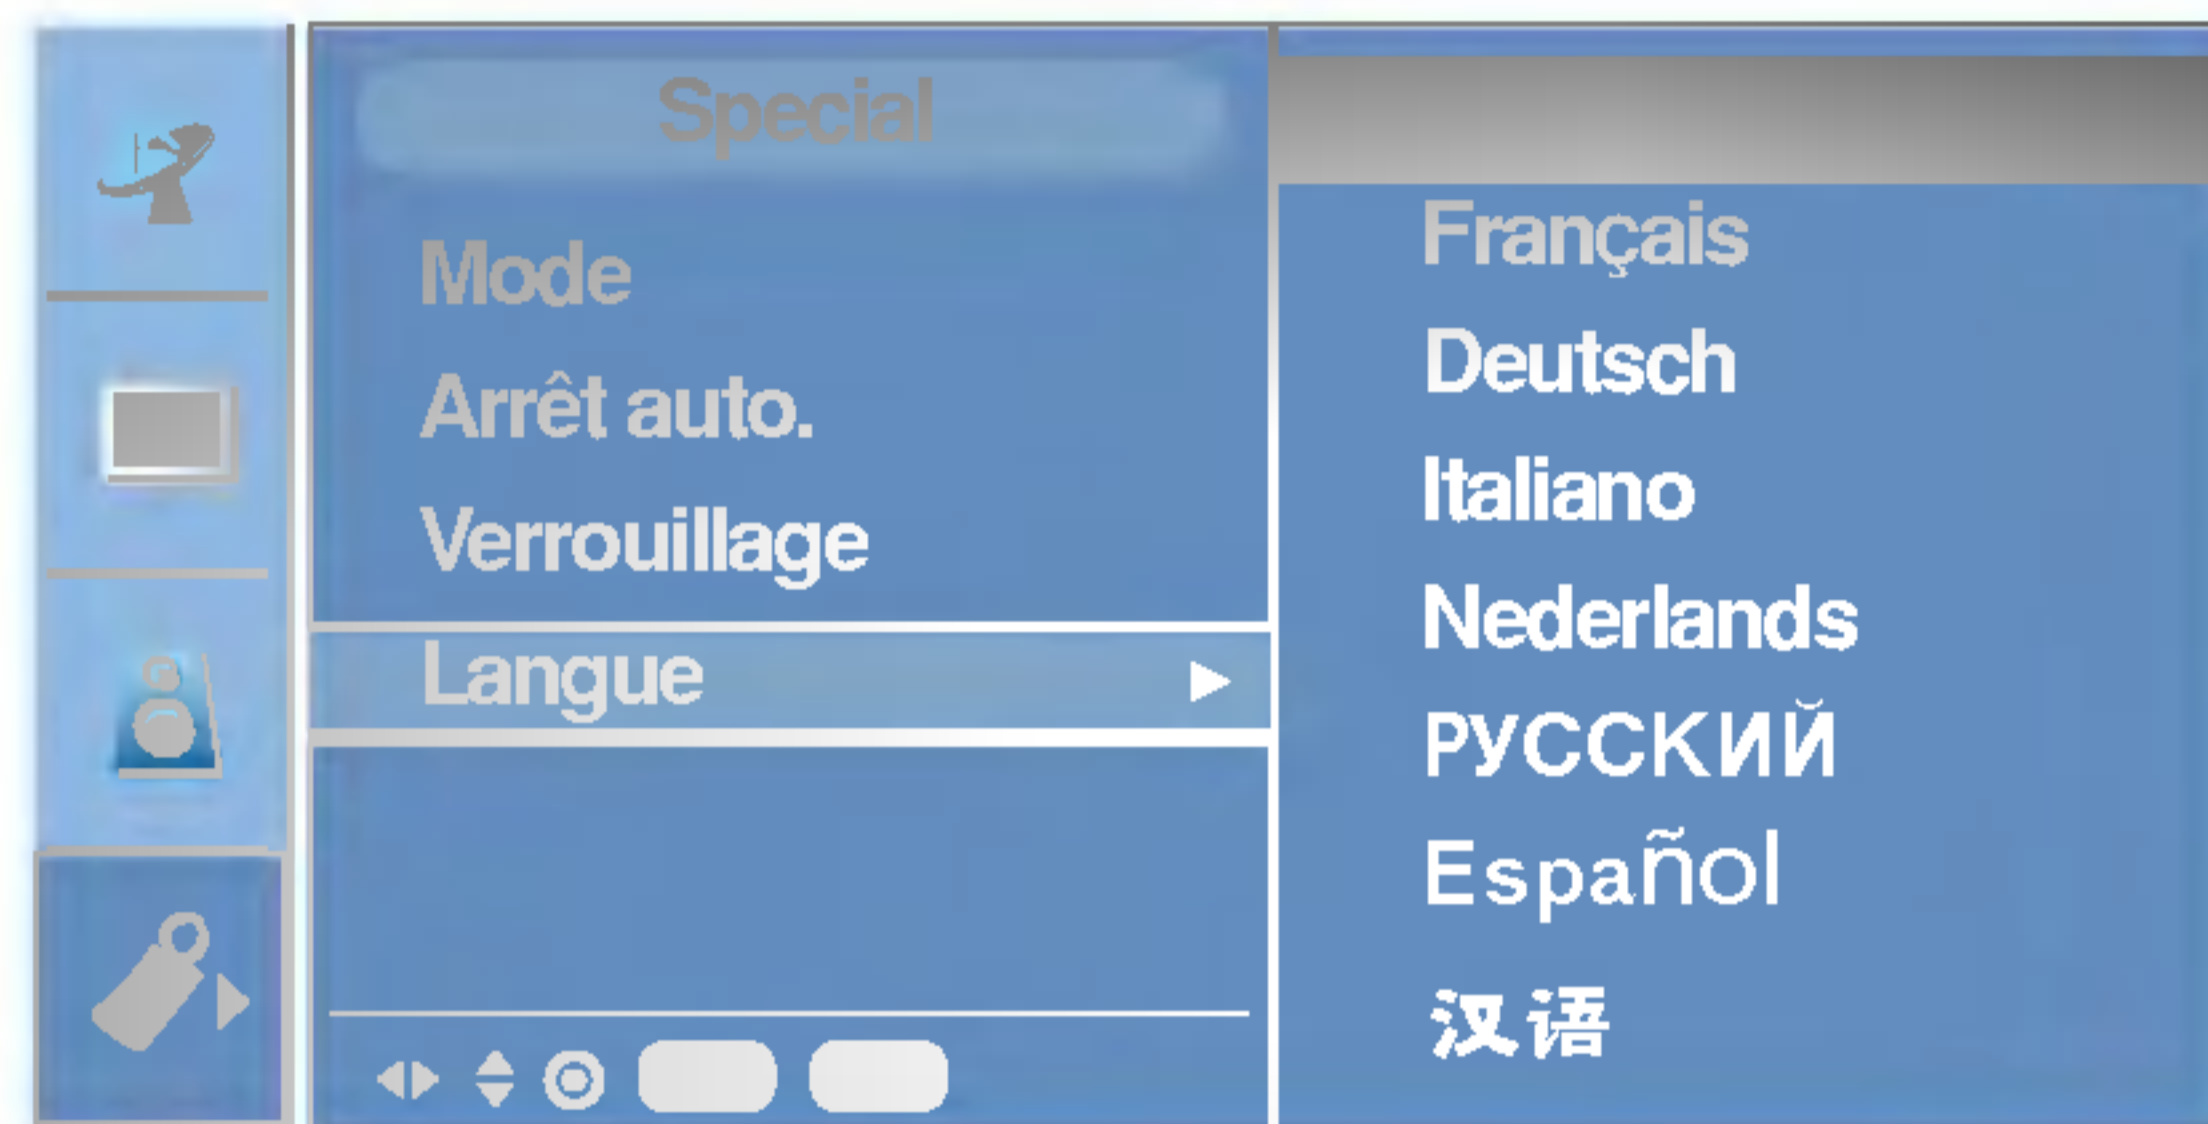 Special
Mode
Arrêt auto.
Verrouillage
Langue
Français
Deutsch
Italiano
Nederlands
РУССКИЙ
Español
汉语